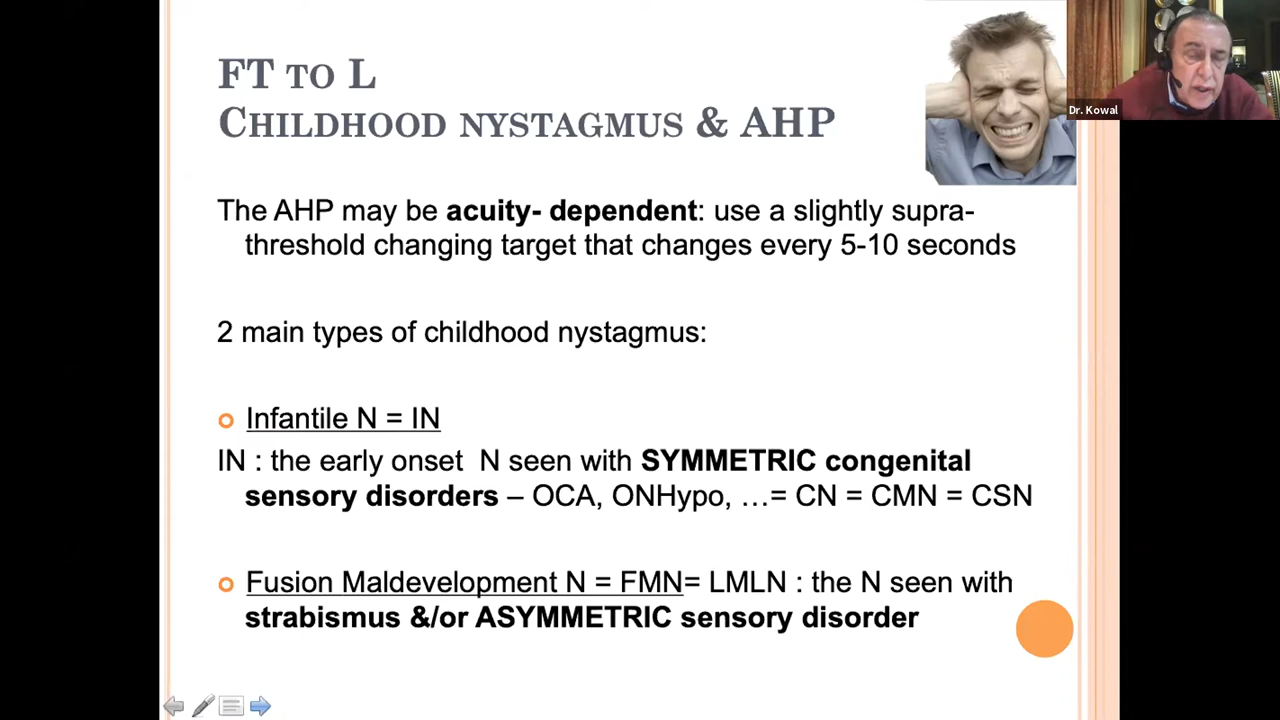 FT TO L
CHILDHOOD NYSTAGMUS & AHP
Dr. Kowal
The AHP may be acuity- dependent: use a slightly supra-
threshold changing target that changes every 5-10 seconds
2 main types of childhood nystagmus:
Infantile N = IN
IN : the early onset N seen with SYMMETRIC congenital
sensory disorders – OCA, ONHypo, …= CN = CMN = CSN
Fusion Maldevelopment N = FMN= LMLN : the N seen with
strabismus &/or ASYMMETRIC sensory disorder